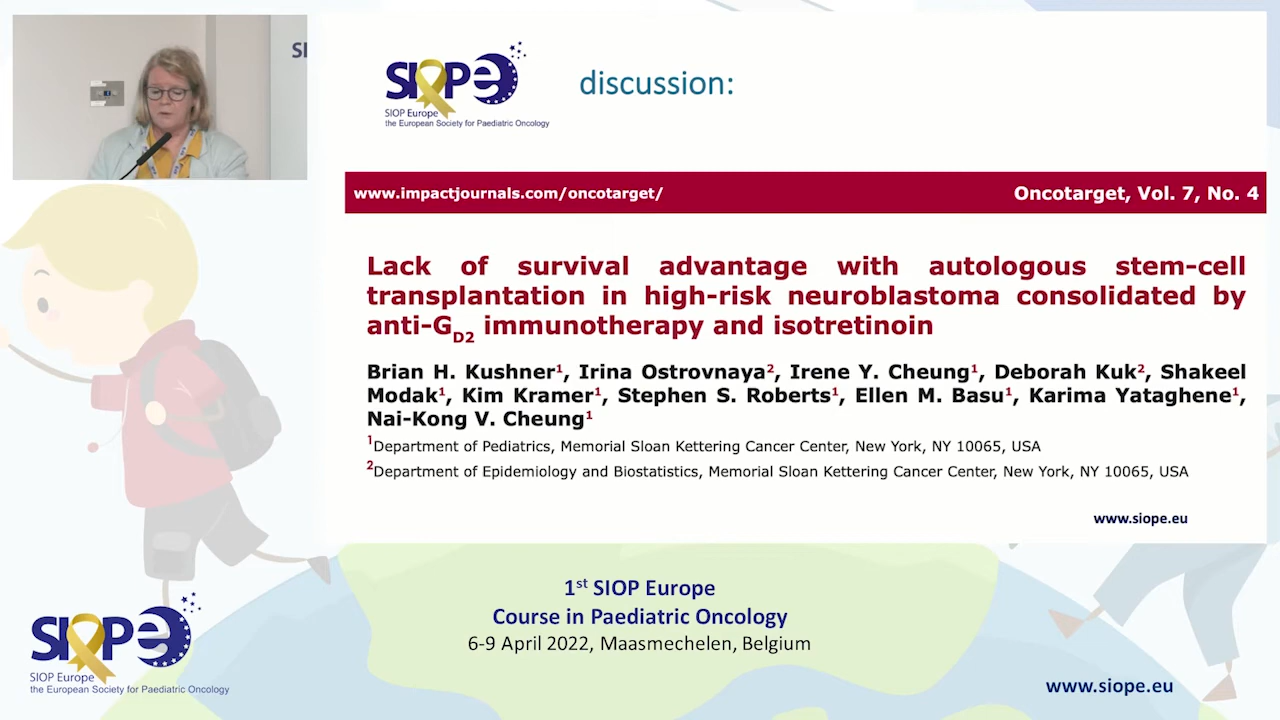 SI
SIOPe
SIOP Europe
the European Society for Paediatric Oncology
discussion:
www.impactjournals.com/oncotarget/ Oncotarget, Vol. 7, No. 4
Lack of survival advantage with autologous stem-cell
transplantation in high-risk neuroblastoma consolidated by
anti-GD2 immunotherapy and isotretinoin
Brian H. Kushner1, Irina Ostrovnaya2, Irene Y. Cheung1, Deborah Kuk2, Shakeel
Modak1, Kim Kramer1, Stephen S. Roberts1, Ellen M. Basu1, Karima Yataghene1,
Nai-Kong V. Cheung1
1Department of Pediatrics, Memorial Sloan Kettering Cancer Center, New York, NY 10065, USA
2Department of Epidemiology and Biostatistics, Memorial Sloan Kettering Cancer Center, New York, NY 10065, USA
www.siope.eu
1st SIOP Europe
Course in Paediatric Oncology
6-9 April 2022, Maasmechelen, Belgium
SIOPe
SIOP Europe
the European Society for Paediatric Oncology
www.siope.eu